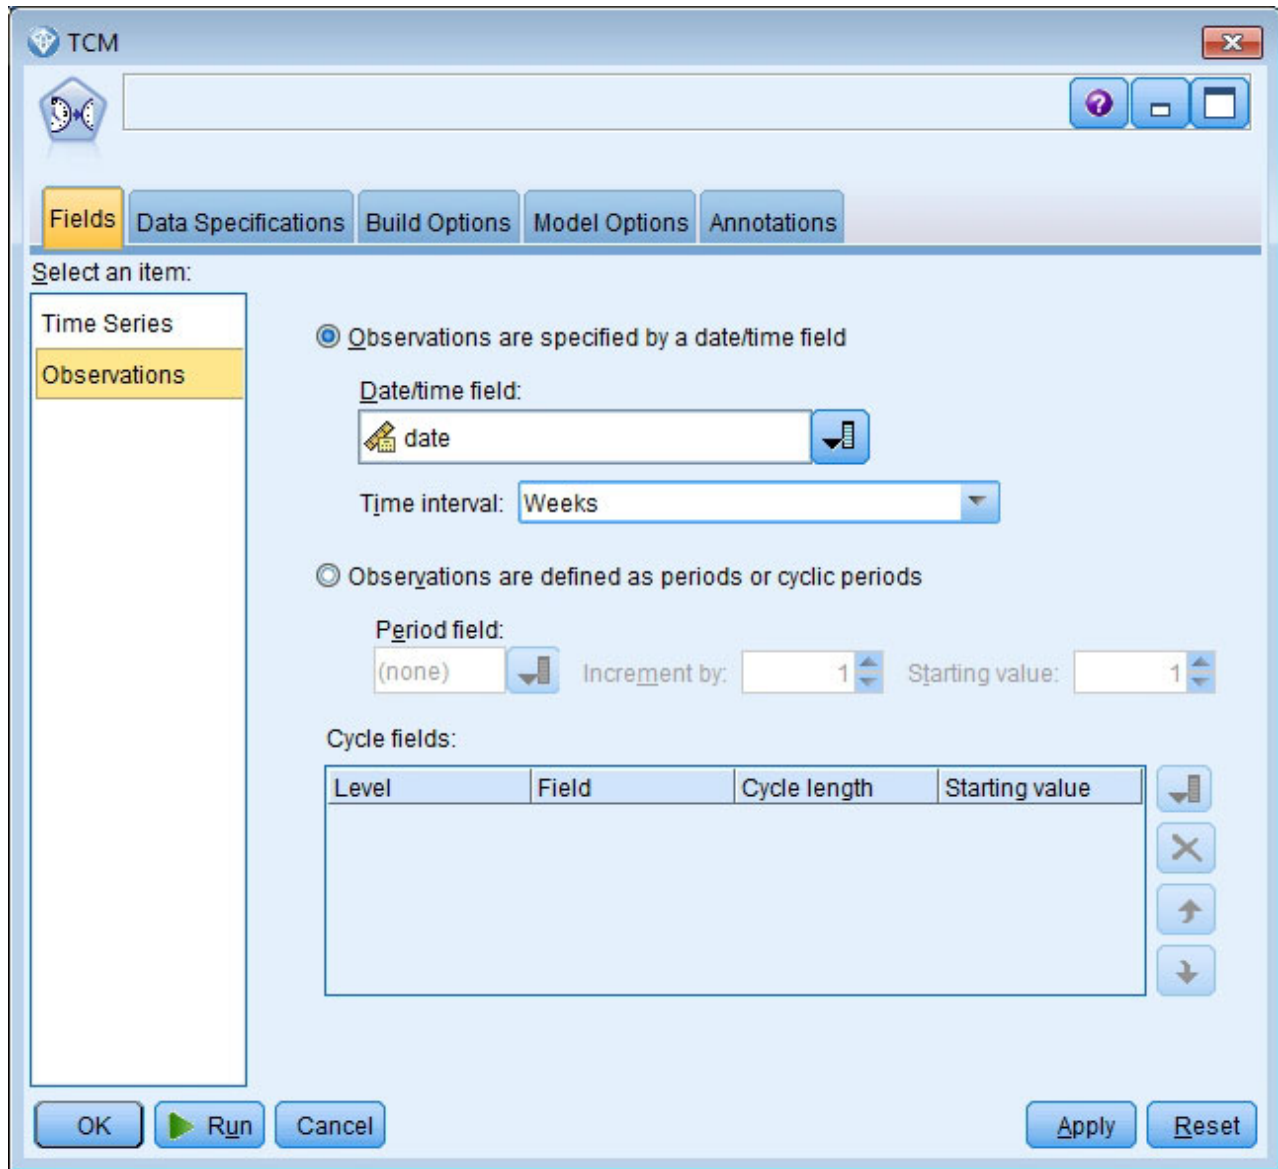 TCM
Fields Data Specifications Build Options Model Options Annotations
Select an item:
Time Series
Observations
Observations are specified by a date/time field
Date/time field:
date
Time interval: Weeks
Observations are defined as periods or cyclic periods
Period field:
(none) Increment by: 1 Starting value: 1
Cycle fields:
Level Field Cycle length Starting value
OK Run Cancel Apply Reset